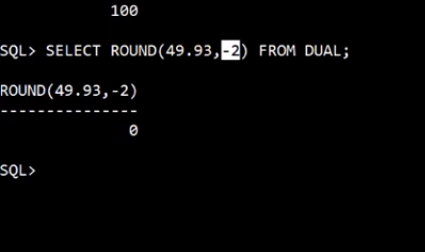 100
SQL> SELECT ROUND(49.93,-2) FROM DUAL;
ROUND(49.93,-2)
---------------
0
SQL>